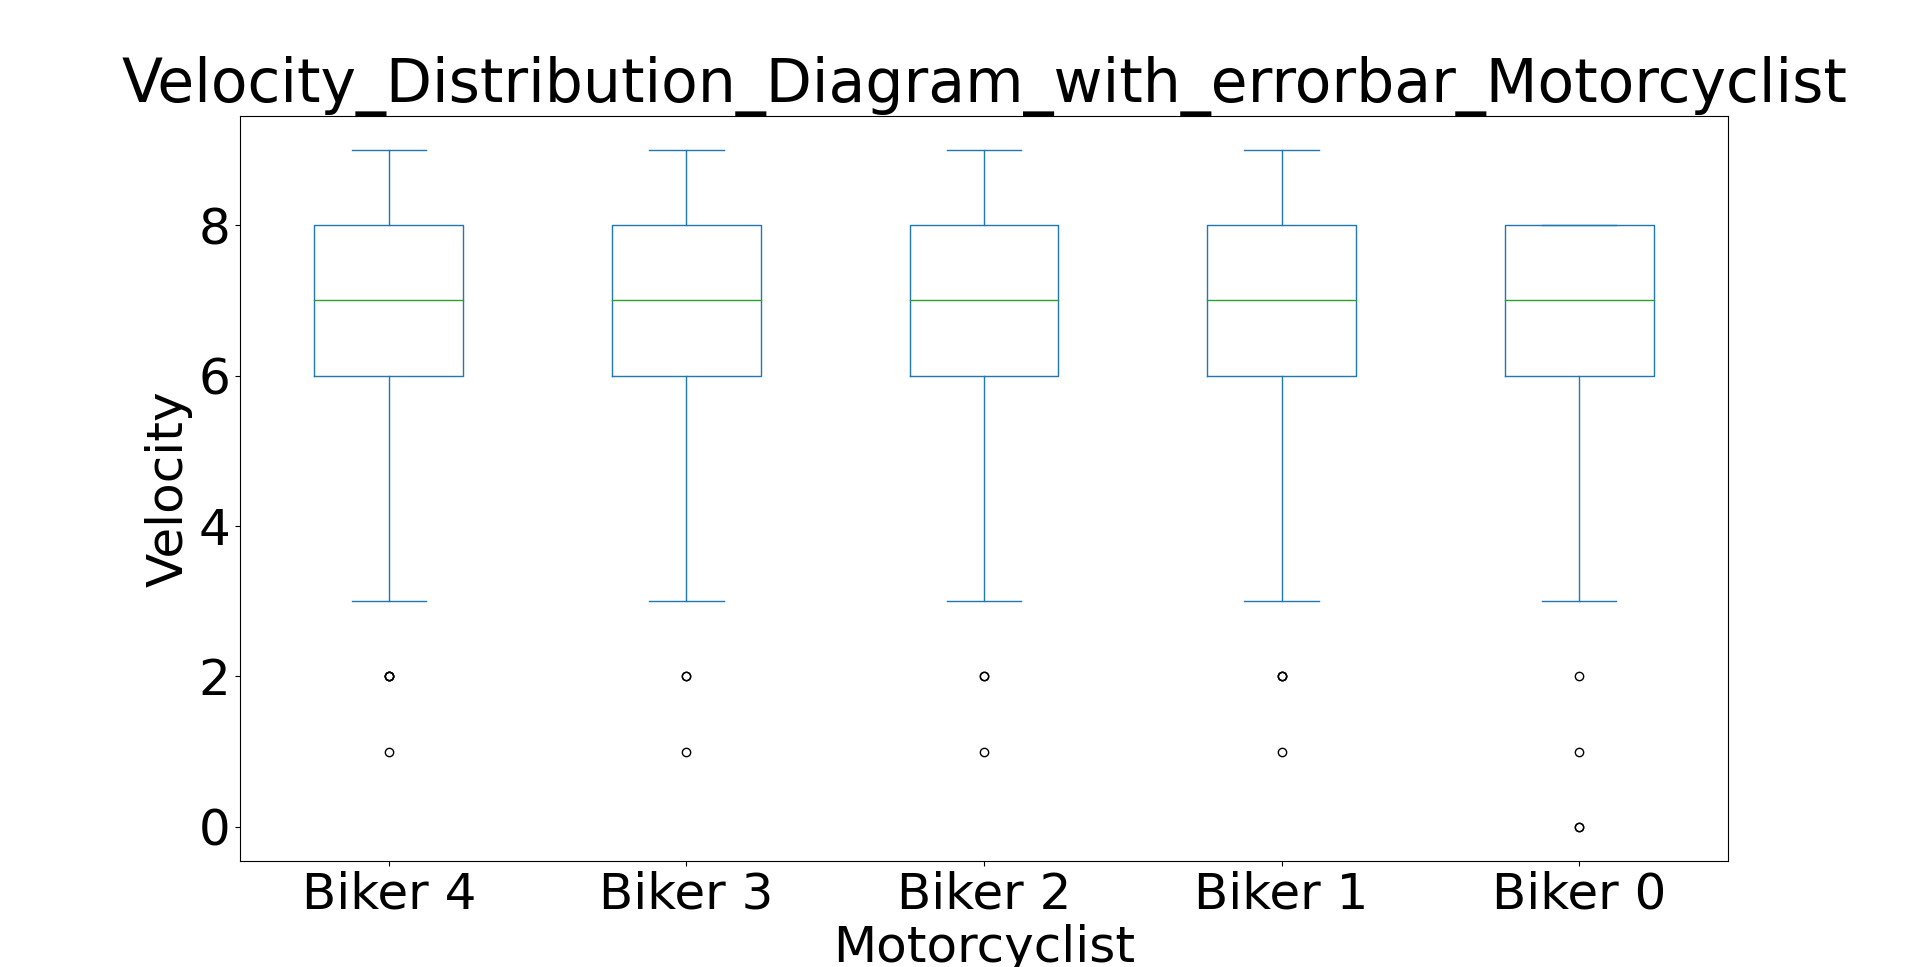 Velocity_Distribution_Diagram_with_errorbar_Motorcyclist
Velocity
8
6
4
2
0
Biker 4 Biker 3 Biker 2 Biker 1 Biker 0
Motorcyclist